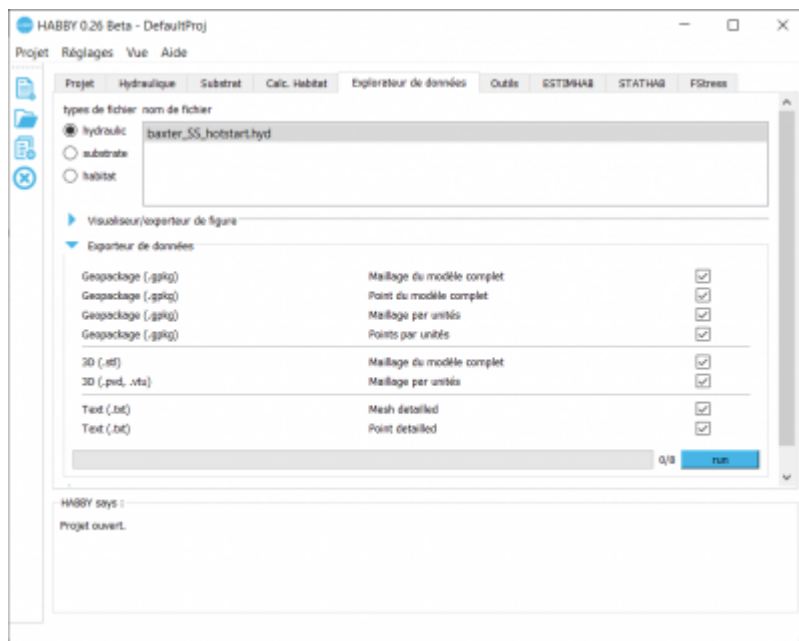 HABBY 0.26 Beta - DefaultProj
Projet Réglages Vue Aide
Projet Hydraulique Substrat Calc. Habitat Explorateur de données Outils ESTIMHAB STATHAB FStress
types de fichier nom de fichier
hydraulic baxter_SS_hotstart.hyd
substrate
habitat
Visualiseur/exporteur de figure
Exporteur de données
Geopackage (.gpkg) Maillage du modèle complet
Geopackage (.gpkg) Point du modèle complet
Geopackage (.gpkg) Maillage par unités
Geopackage (.gpkg) Points par unités
3D (.stl) Maillage du modèle complet
3D (.pvd, .vtu) Maillage par unités
Text (.txt) Mesh detailled
Text (.txt) Point detailled
0/8 run
HABBY says :
Projet ouvert.